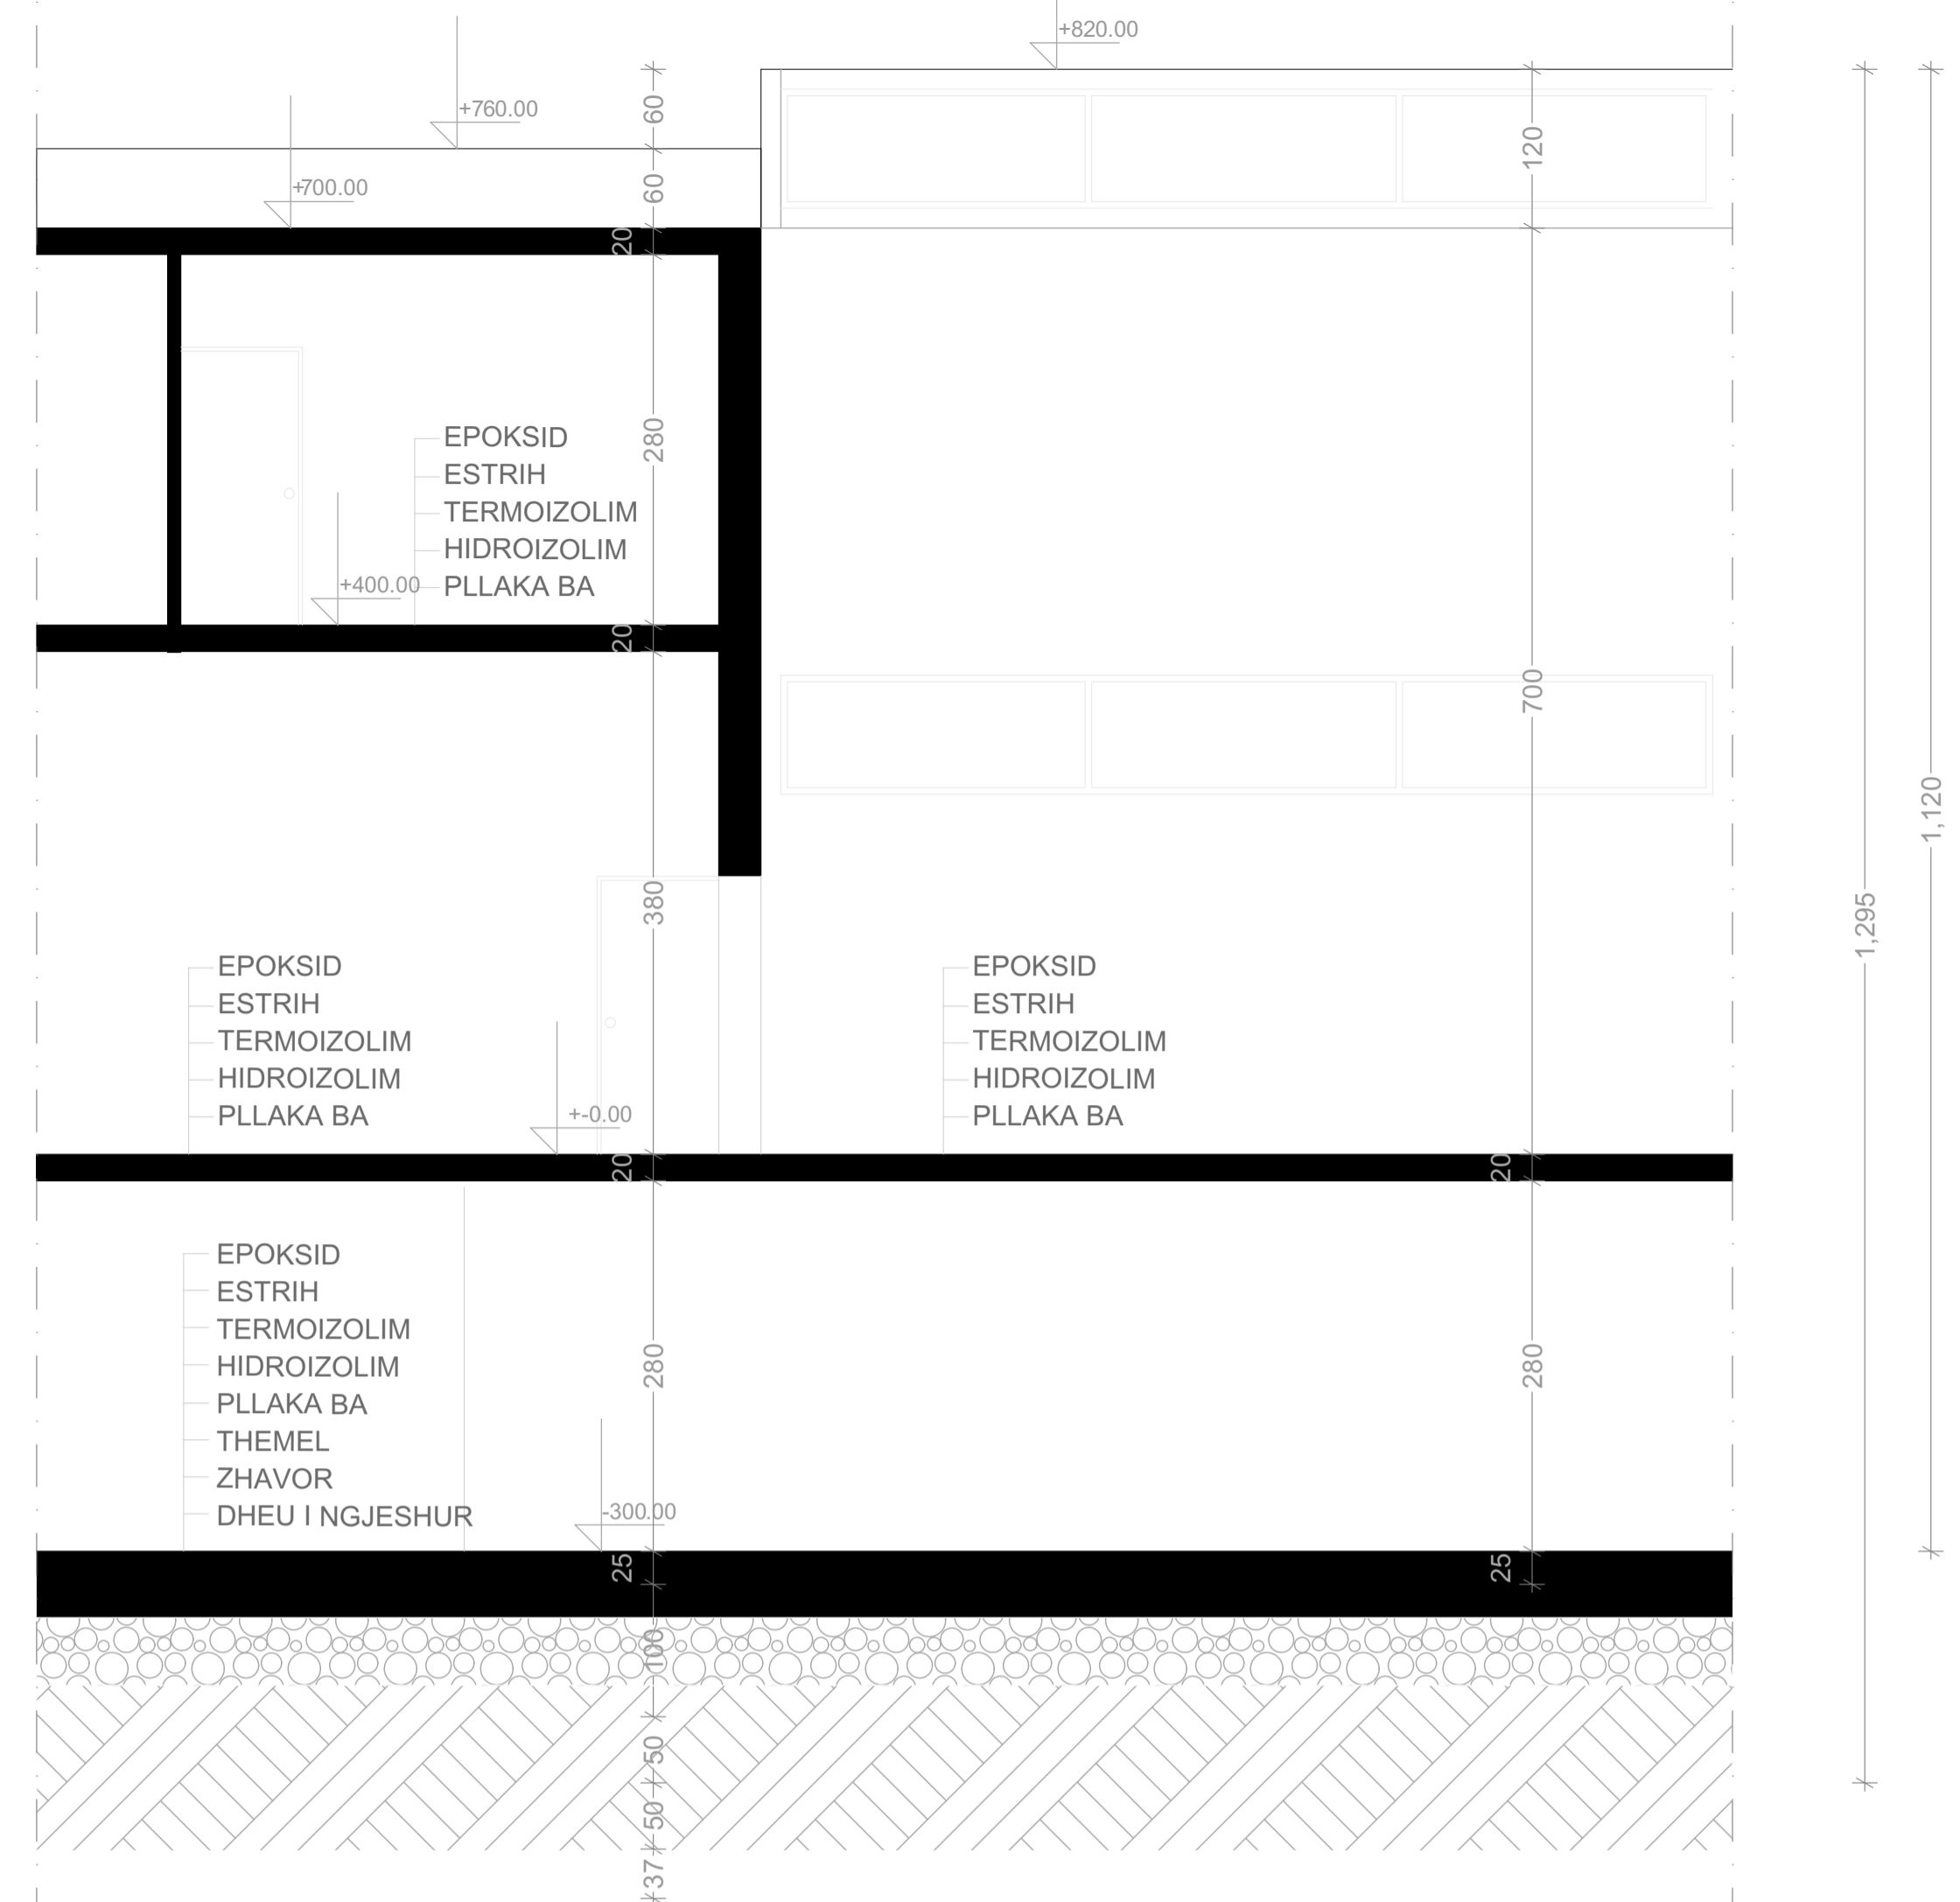 +820.00
+760.00
+700.00
60
60
120
20
280
EPOKSID
ESTRIH
TERMOIZOLIM
HIDROIZOLIM
PLLAKA BA
+400.00
20
700
1,120
380
1,295
EPOKSID
ESTRIH
TERMOIZOLIM
HIDROIZOLIM
PLLAKA BA
EPOKSID
ESTRIH
TERMOIZOLIM
HIDROIZOLIM
PLLAKA BA
+-0.00
20
20
EPOKSID
ESTRIH
TERMOIZOLIM
HIDROIZOLIM
PLLAKA BA
THEMEL
ZHAVOR
DHEU I NGJESHUR
280
280
-300.00
25
25
100
50
50
37